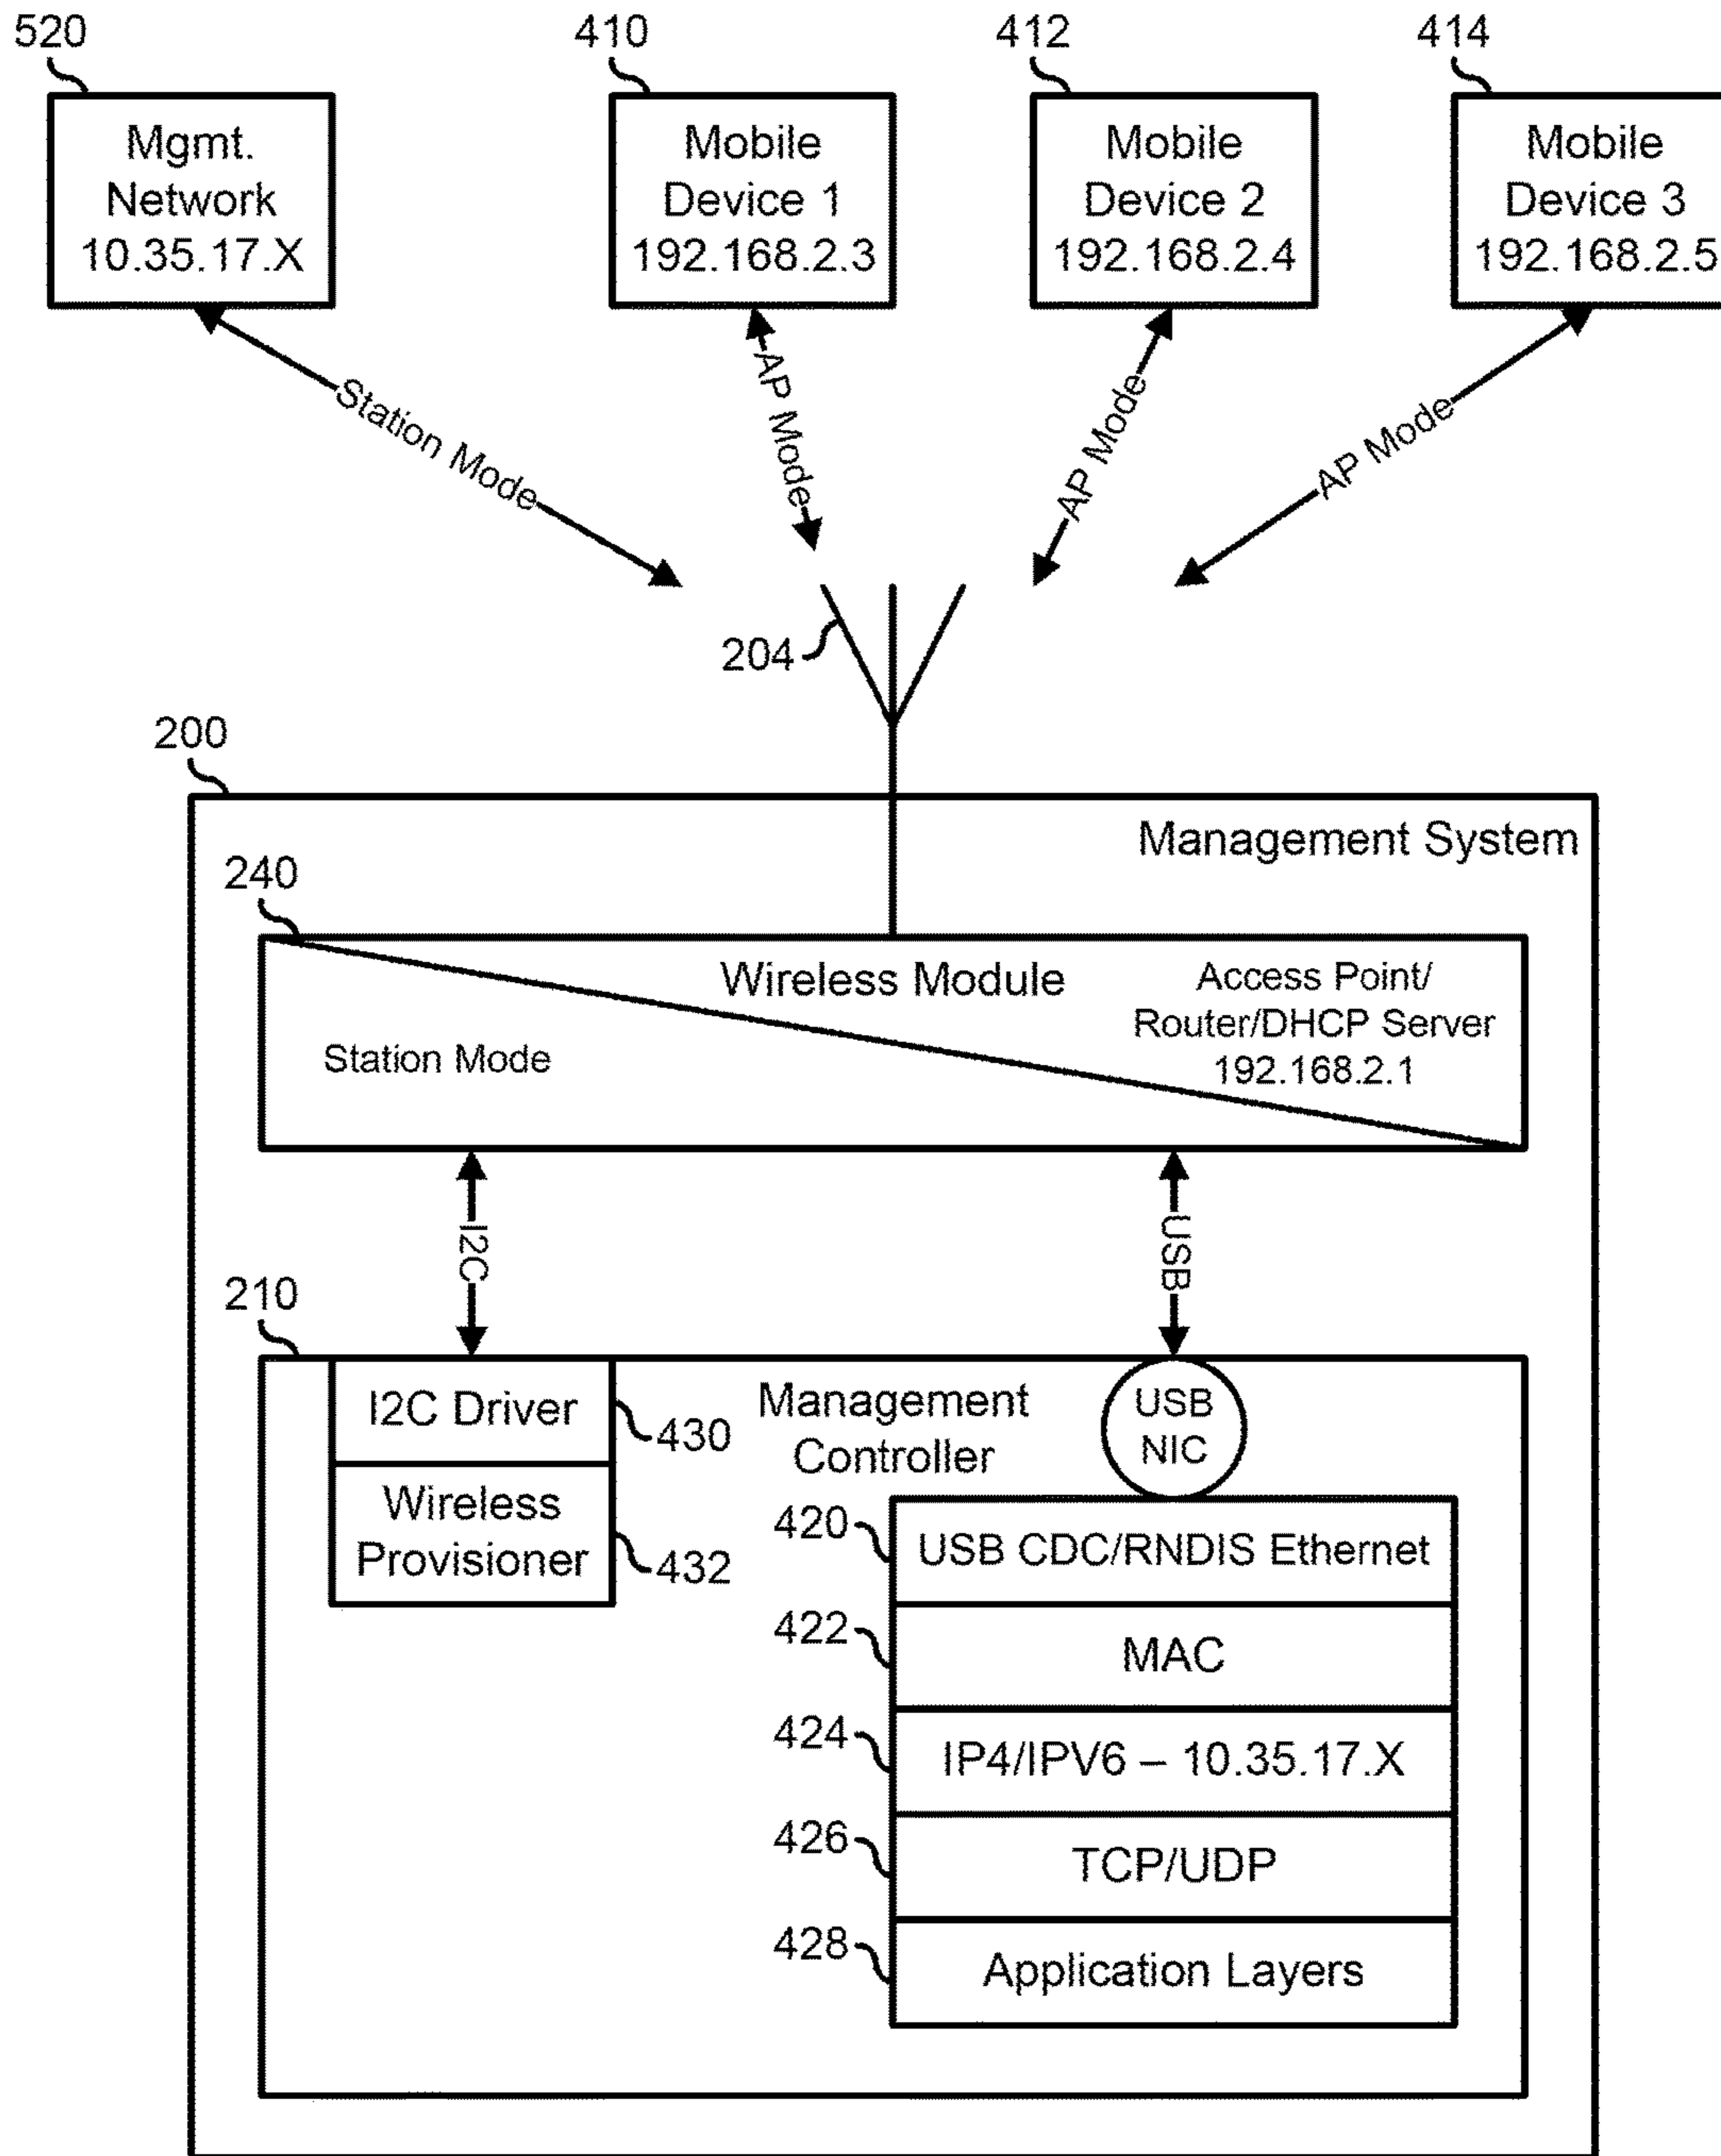 520
410
412
414
Mgmt.
Network
10.35.17.X
Mobile
Device 1
192.168.2.3
Mobile
Device 2
192.168.2.4
Mobile
Device 3
192.168.2.5
Station Mode
AP Mode
AP Mode
AP Mode
204
200
Management System
240
Wireless Module
Access Point/
Router/DHCP Server
192.168.2.1
Station Mode
I2C
USB
210
I2C Driver
430
Wireless
Provisioner
432
Management
Controller
USB
NIC
420
USB CDC/RNDIS Ethernet
422
MAC
424
IP4/IPV6 – 10.35.17.X
426
TCP/UDP
428
Application Layers